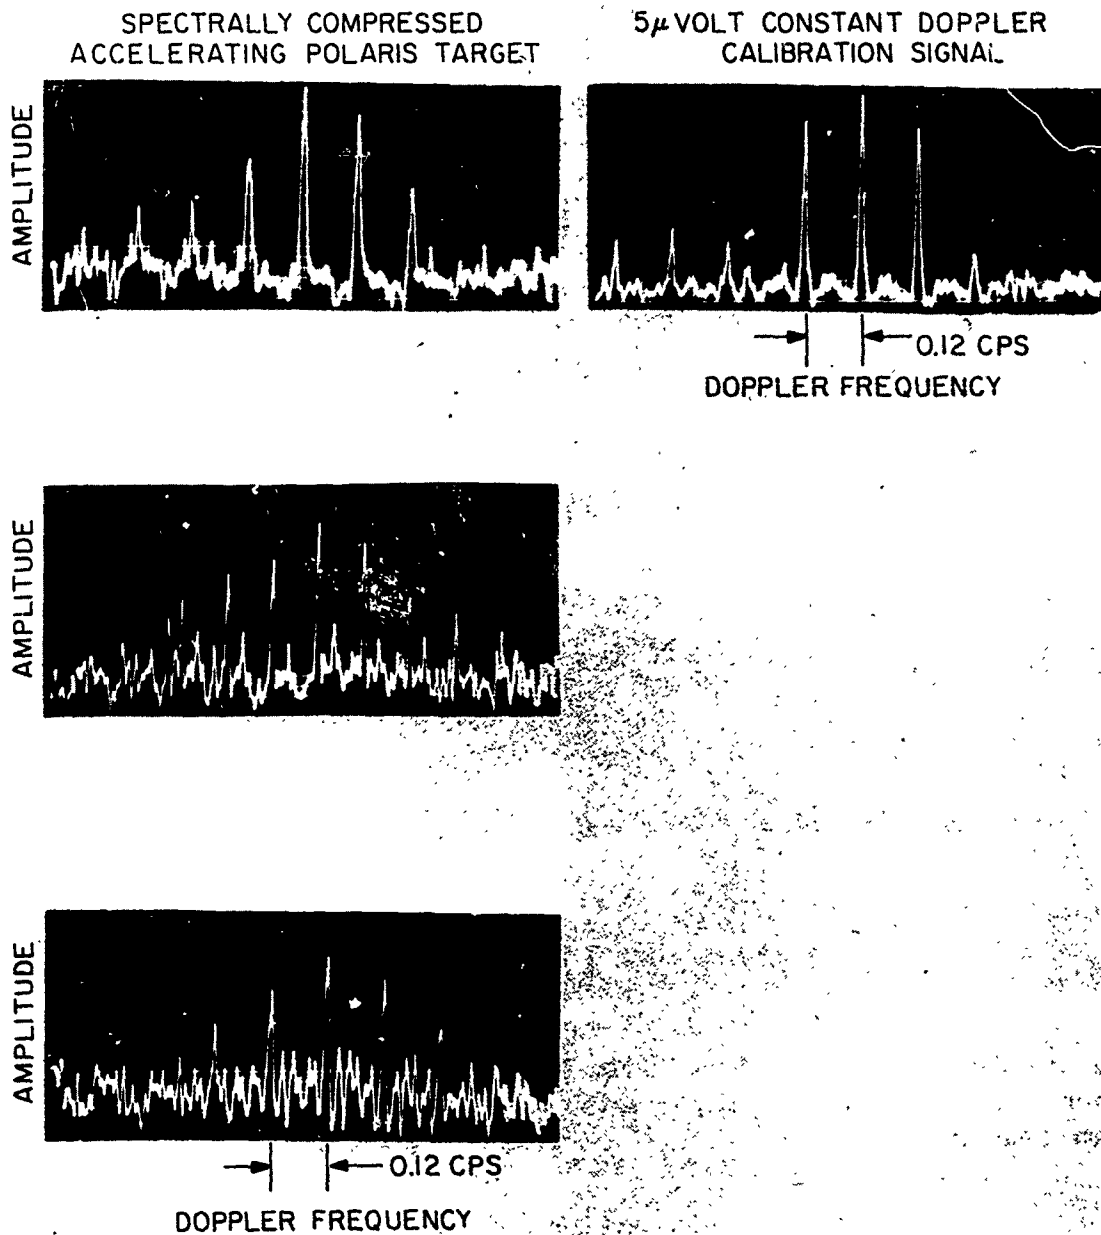 SPECTRALLY COMPRESSED
ACCELERATING POLARIS TARGET
5μ VOLT CONSTANT DOPPLER
CALIBRATION SIGNAL
AMPLITUDE
0.12 CPS
DOPPLER FREQUENCY
AMPLITUDE
AMPLITUDE
0.12 CPS
DOPPLER FREQUENCY